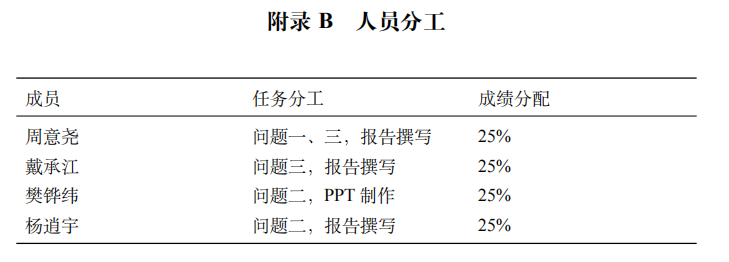 附录 B 人员分工
成员 任务分工 成绩分配
周意尧 问题一、三，报告撰写 25%
戴承江 问题三，报告撰写 25%
樊铧纬 问题二，PPT 制作 25%
杨逍宇 问题二，报告撰写 25%